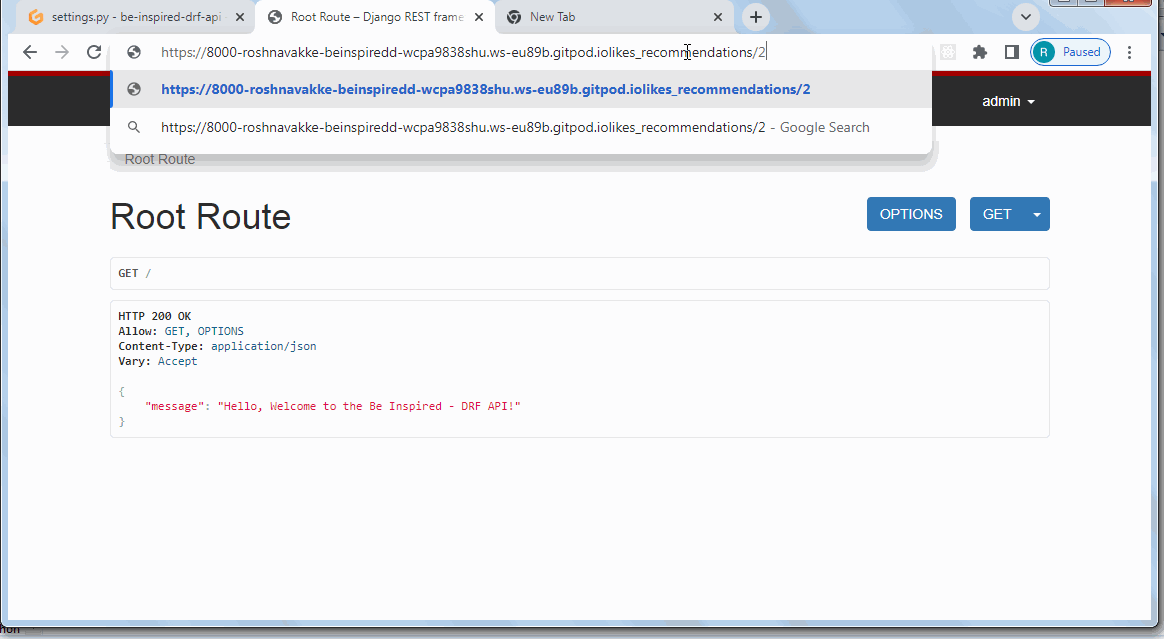 settings.py - be-inspired-drf-api
Root Route – Django REST frame
New Tab
https://8000-roshnavakke-beinspiredd-wcpa9838shu.ws-eu89b.gitpod.iolikes_recommendations/2
R Paused
https://8000-roshnavakke-beinspiredd-wcpa9838shu.ws-eu89b.gitpod.iolikes_recommendations/2
admin
https://8000-roshnavakke-beinspiredd-wcpa9838shu.ws-eu89b.gitpod.iolikes_recommendations/2 - Google Search
Root Route
Root Route
OPTIONS
GET
GET /
HTTP 200 OK
Allow: GET, OPTIONS
Content-Type: application/json
Vary: Accept
{
"message": "Hello, Welcome to the Be Inspired - DRF API!"
}